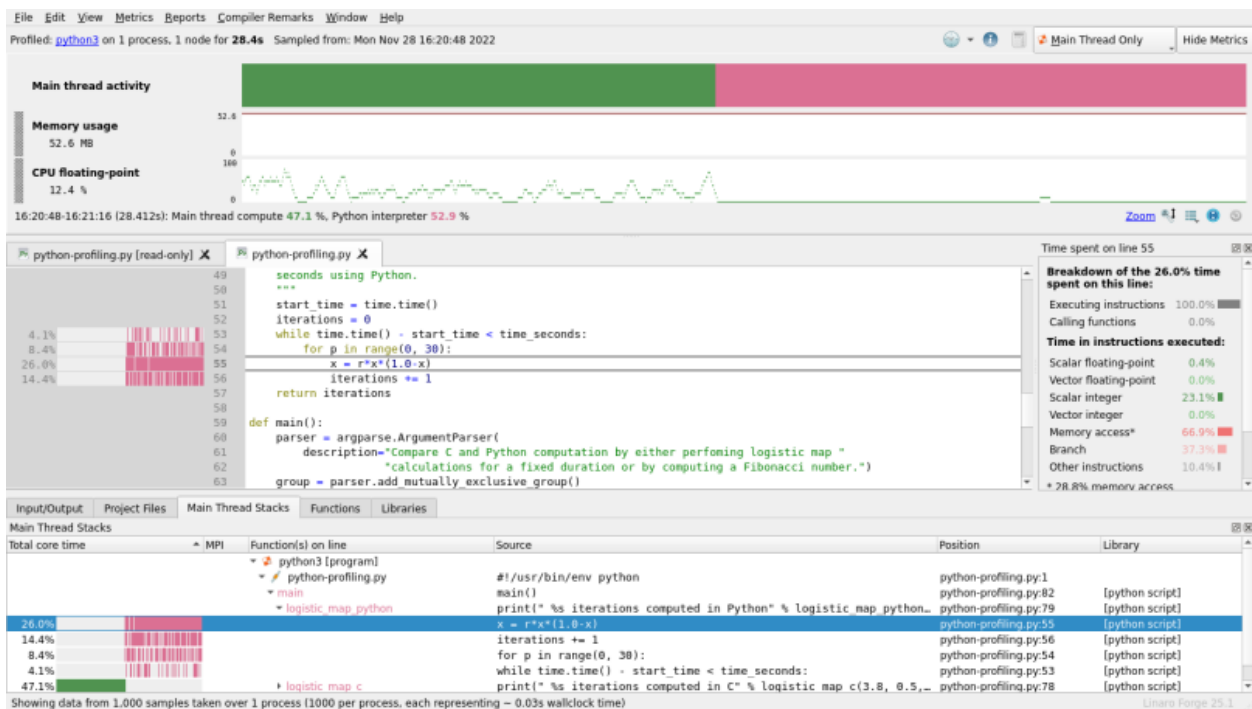 File Edit View Metrics Reports Compiler Remarks Window Help
Profiled: python3 on 1 process, 1 node for 28.4s Sampled from: Mon Nov 28 16:20:48 2022 Main Thread Only Hide Metrics
Main thread activity
52.6
Memory usage
52.6 MB
0
100
CPU floating-point
12.4 %
0
16:20:48-16:21:16 (28.412s): Main thread compute 47.1 %, Python interpreter 52.9 % Zoom
python-profiling.py [read-only] X python-profiling.py X
49 seconds using Python.
50 """
51 start_time = time.time()
52 iterations = 0
4.1% 53 while time.time() - start_time < time_seconds:
8.4% 54 for p in range(0, 30):
26.0% 55 x = r*x*(1.0-x)
14.4% 56 iterations += 1
57 return iterations
58
59 def main():
60 parser = argparse.ArgumentParser(
61 description="Compare C and Python computation by either perfoming logistic map "
62 "calculations for a fixed duration or by computing a Fibonacci number.")
63 group = parser.add_mutually_exclusive_group()
Time spent on line 55
Breakdown of the 26.0% time
spent on this line:
Executing instructions 100.0%
Calling functions 0.0%
Time in instructions executed:
Scalar floating-point 0.4%
Vector floating-point 0.0%
Scalar integer 23.1%
Vector integer 0.0%
Memory access* 66.9%
Branch 37.3%
Other instructions 10.4%
* 28.8% memory access
Input/Output Project Files Main Thread Stacks Functions Libraries
Main Thread Stacks
Total core time MPI Function(s) on line Source Position Library
python3 [program]
python-profiling.py #!/usr/bin/env python python-profiling.py:1
main main() python-profiling.py:82 [python script]
logistic_map_python print(" %s iterations computed in Python" % logistic_map_python… python-profiling.py:79 [python script]
26.0% x = r*x*(1.0-x) python-profiling.py:55 [python script]
14.4% iterations += 1 python-profiling.py:56 [python script]
8.4% for p in range(0, 30): python-profiling.py:54 [python script]
4.1% while time.time() - start_time < time_seconds: python-profiling.py:53 [python script]
47.1% logistic_map_c print(" %s iterations computed in C" % logistic_map_c(3.8, 0.5,… python-profiling.py:78 [python script]
Showing data from 1,000 samples taken over 1 process (1000 per process, each representing ~ 0.03s wallclock time) Linaro Forge 25.1